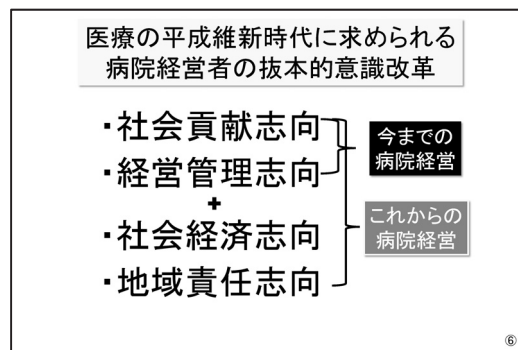 医療の平成維新時代に求められる
病院経営者の抜本的意識改革
・社会貢献志向
・経営管理志向
+
・社会経済志向
・地域責任志向
今までの
病院経営
これからの
病院経営
⑥